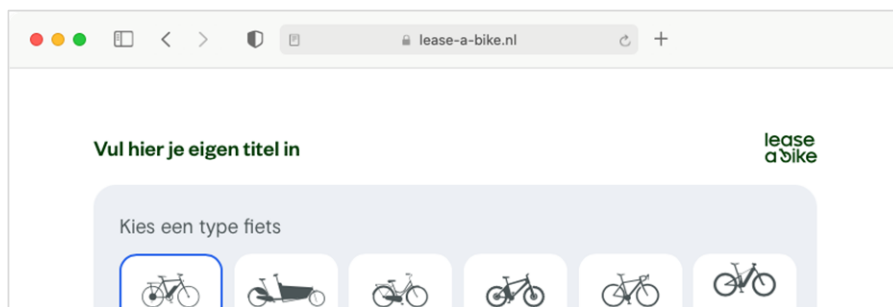 lease-a-bike.nl
Vul hier je eigen titel in
lease
a bike
Kies een type fiets